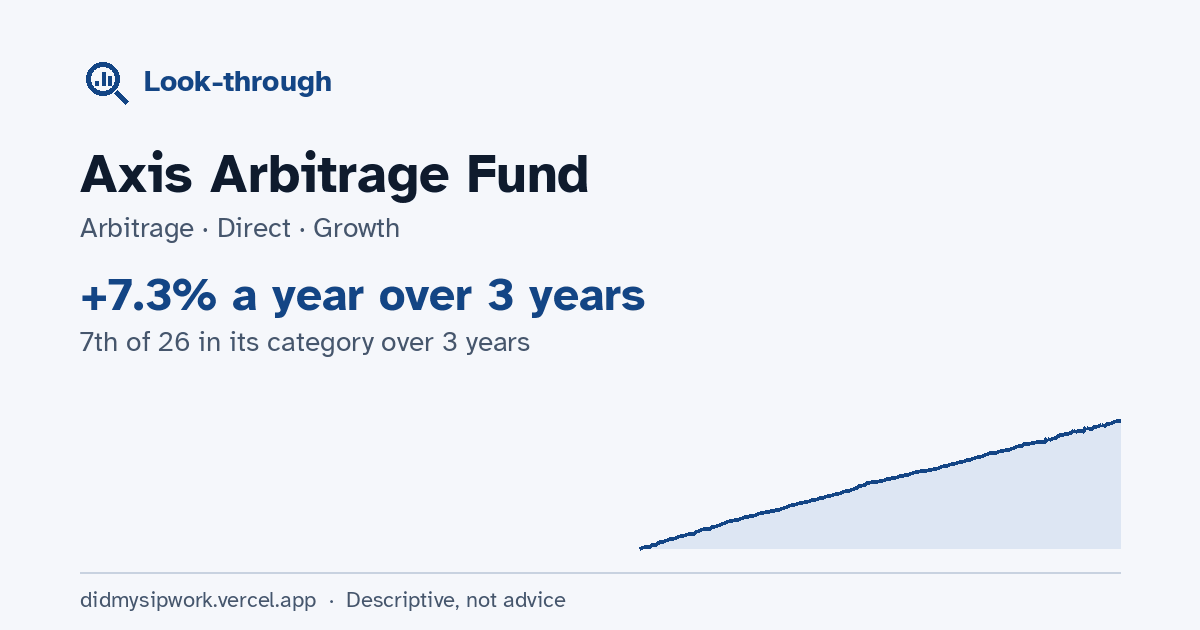 Look-through
Axis Arbitrage Fund
Arbitrage · Direct · Growth
+7.3% a year over 3 years
7th of 26 in its category over 3 years
didmysipwork.vercel.app · Descriptive, not advice